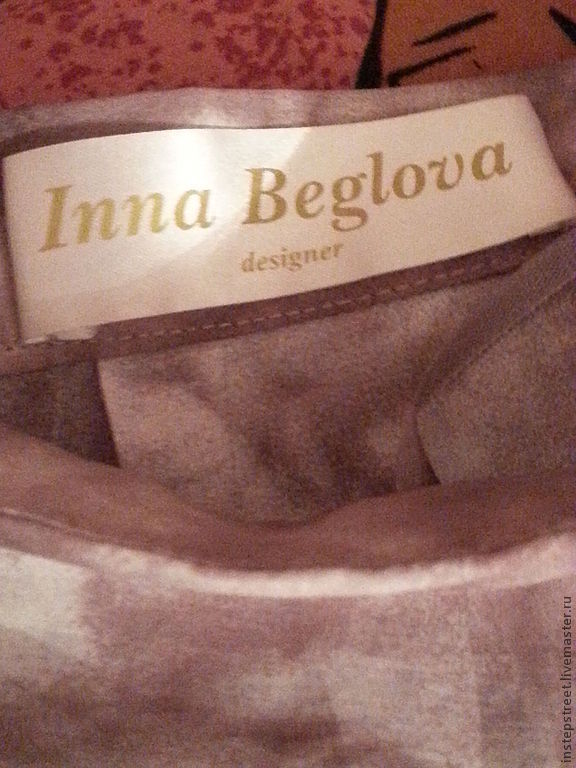 Inna Beglova
designer
instepstreet.livemaster.ru